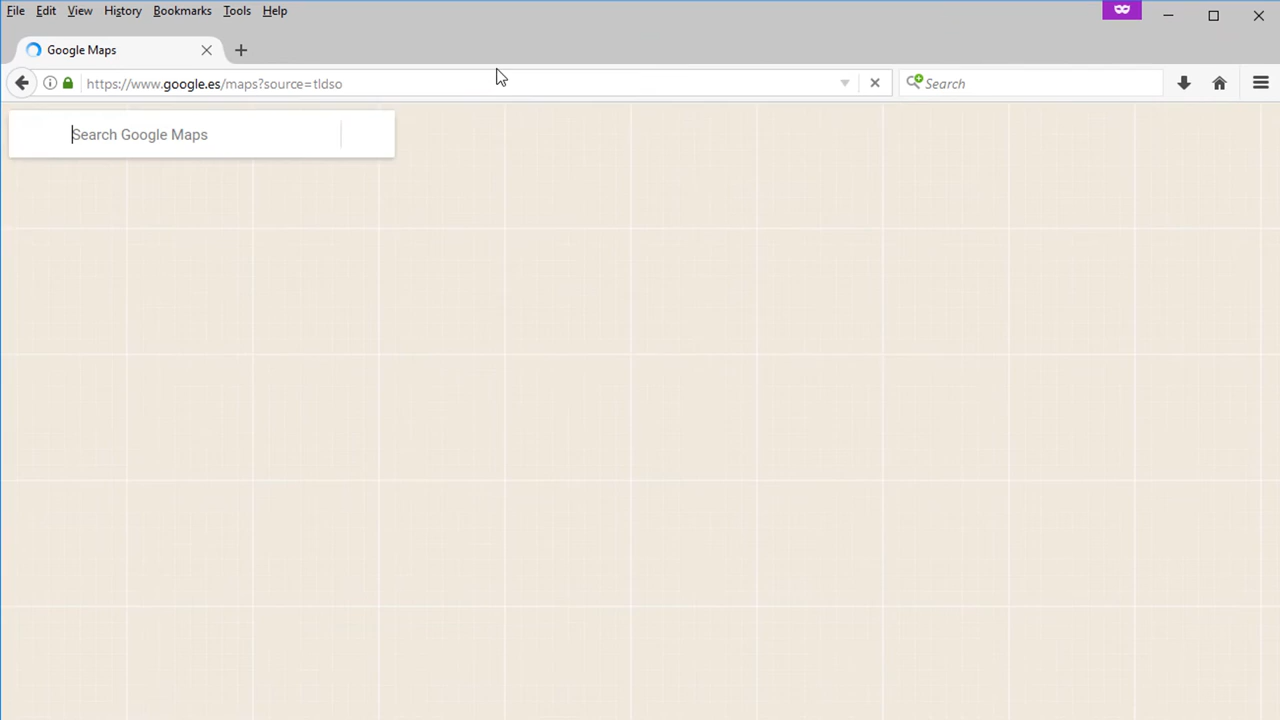 File Edit View History Bookmarks Tools Help
Google Maps
https://www.google.es/maps?source=tldso
Search
Search Google Maps